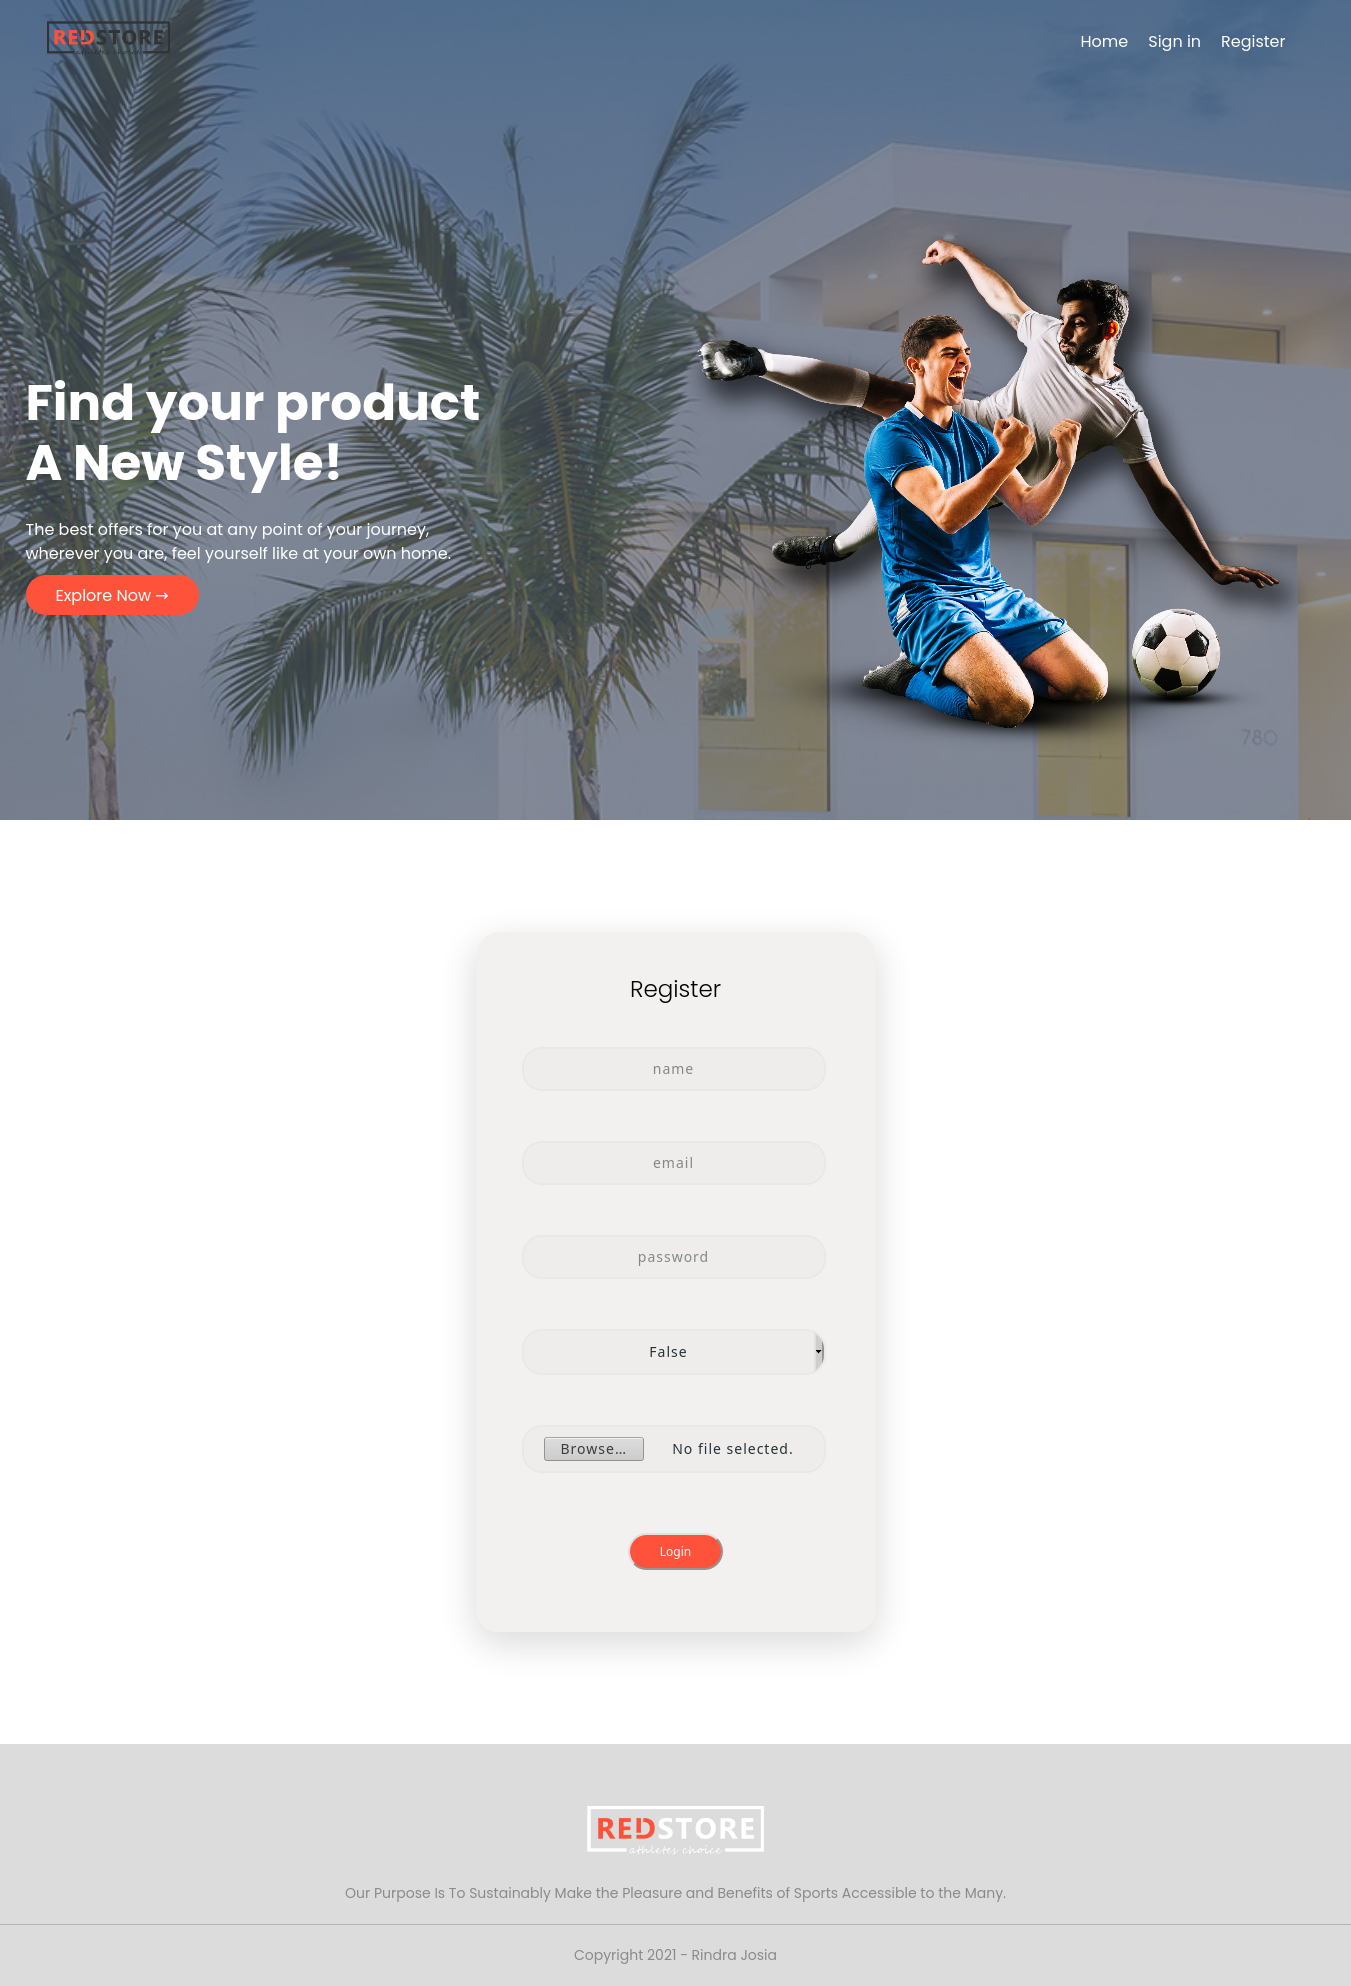 REDSTORE
Home Sign in Register
Find your product
A New Style!
The best offers for you at any point of your journey,
wherever you are, feel yourself like at your own home.
Explore Now →
780
Register
name
email
password
False
Browse... No file selected.
Login
REDSTORE
athletes choice
Our Purpose Is To Sustainably Make the Pleasure and Benefits of Sports Accessible to the Many.
Copyright 2021 - Rindra Josia